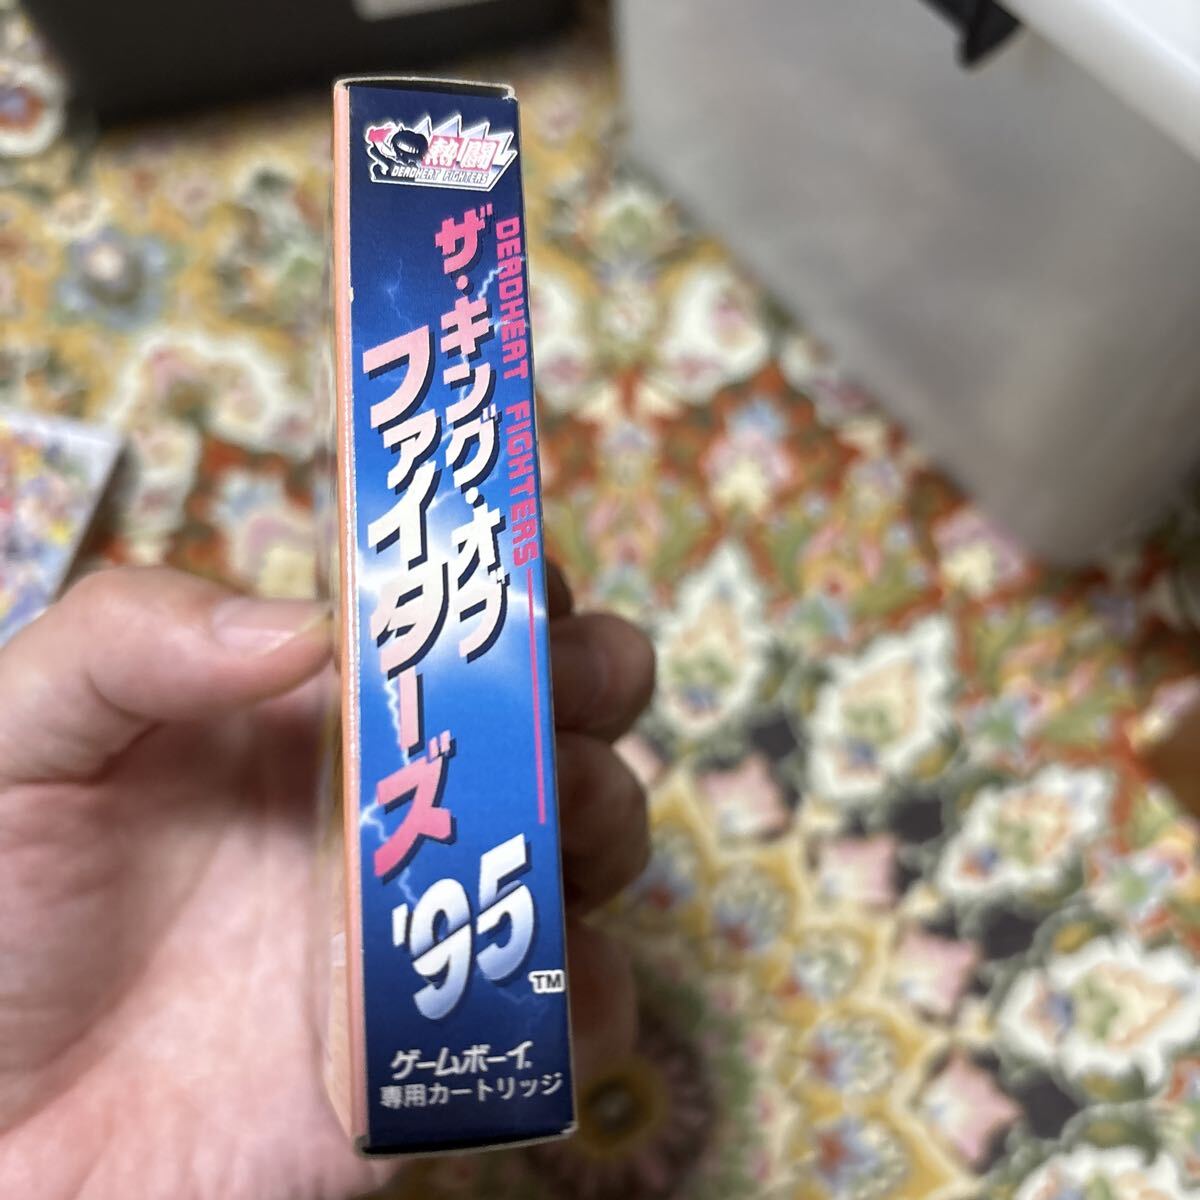 熱闘
DEADHEAT FIGHTERS
DEADHEAT FIGHTERS
ザ・キング・オブ
ファイターズ
'95
TM
ゲームボーイ®
専用カートリッジ